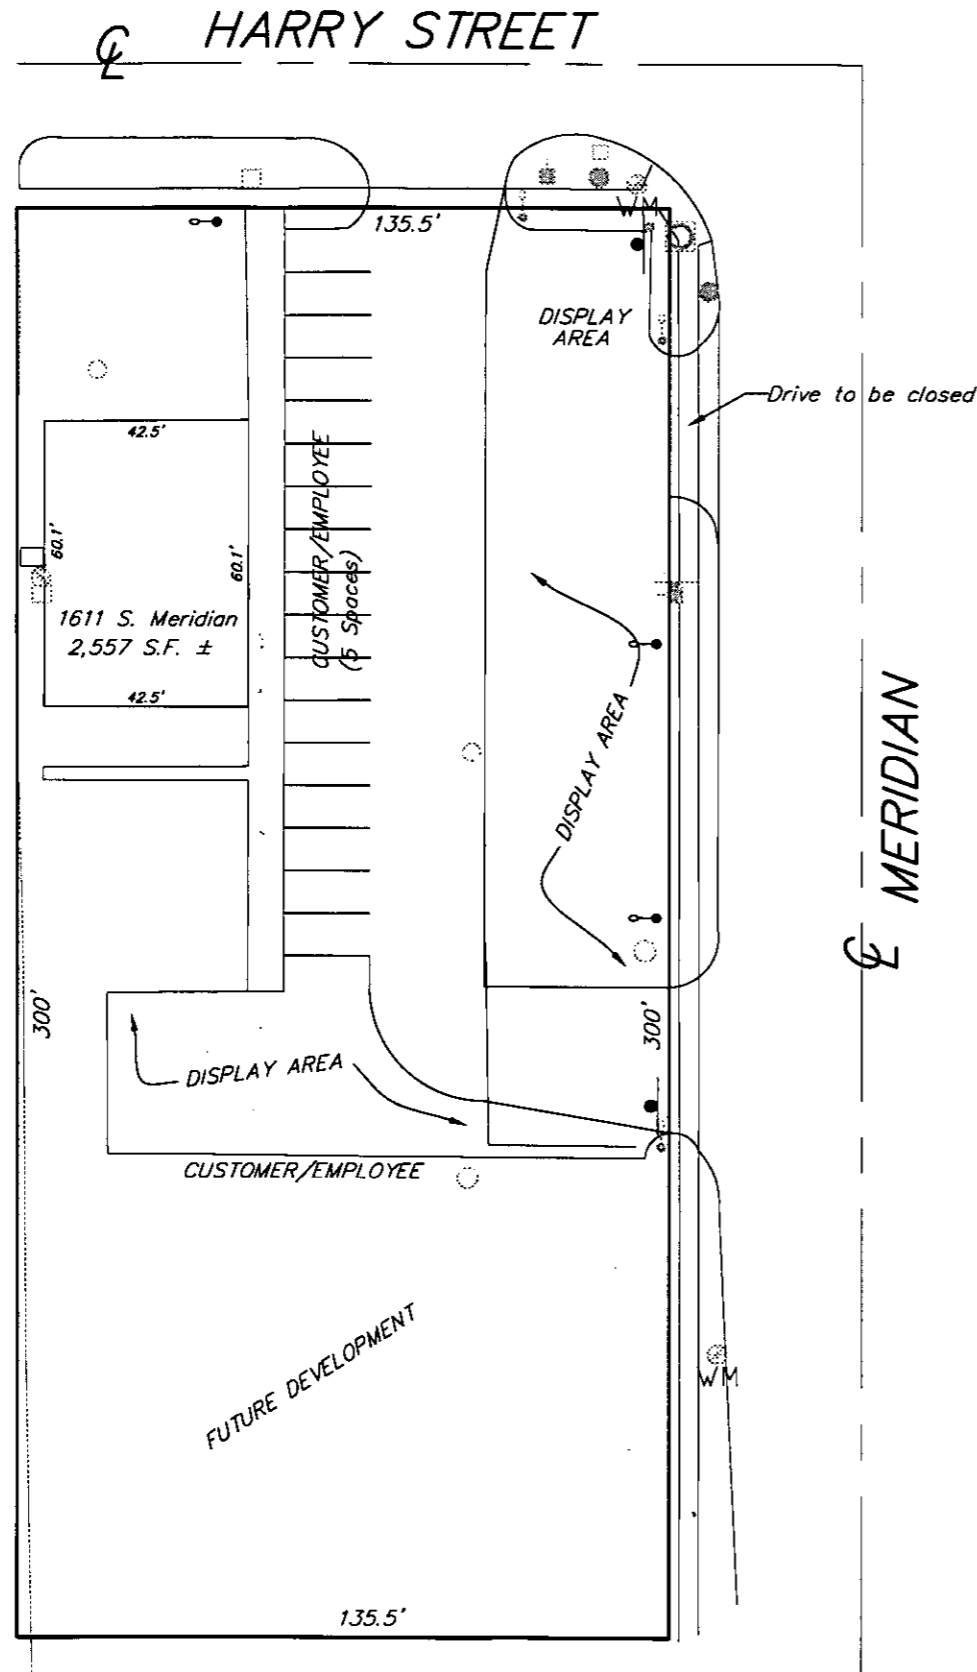 ℄ HARRY STREET
135.5'
WM
DISPLAY
AREA
Drive to be closed
42.5'
CUSTOMER/EMPLOYEE
(5 Spaces)
60.1'
60.1'
1611 S. Meridian
2,557 S.F. ±
42.5'
DISPLAY AREA
℄ MERIDIAN
300'
300'
DISPLAY AREA
CUSTOMER/EMPLOYEE
WM
FUTURE DEVELOPMENT
135.5'